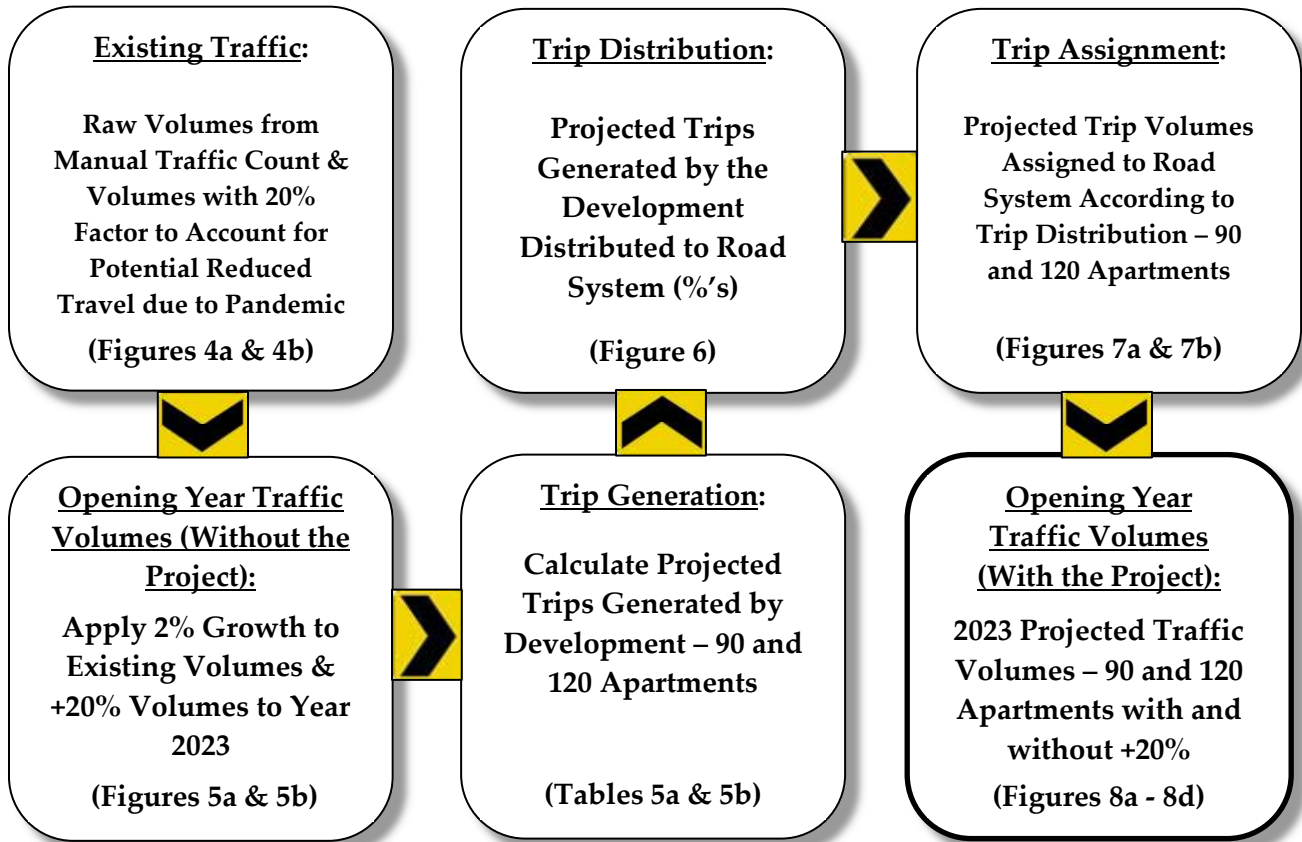 Existing Traffic:
Raw Volumes from
Manual Traffic Count &
Volumes with 20%
Factor to Account for
Potential Reduced
Travel due to Pandemic
(Figures 4a & 4b)
Opening Year Traffic
Volumes (Without the
Project):
Apply 2% Growth to
Existing Volumes &
+20% Volumes to Year
2023
(Figures 5a & 5b)
Trip Generation:
Calculate Projected
Trips Generated by
Development – 90 and
120 Apartments
(Tables 5a & 5b)
Trip Distribution:
Projected Trips
Generated by the
Development
Distributed to Road
System (%'s)
(Figure 6)
Trip Assignment:
Projected Trip Volumes
Assigned to Road
System According to
Trip Distribution – 90
and 120 Apartments
(Figures 7a & 7b)
Opening Year
Traffic Volumes
(With the Project):
2023 Projected Traffic
Volumes – 90 and 120
Apartments with and
without +20%
(Figures 8a - 8d)